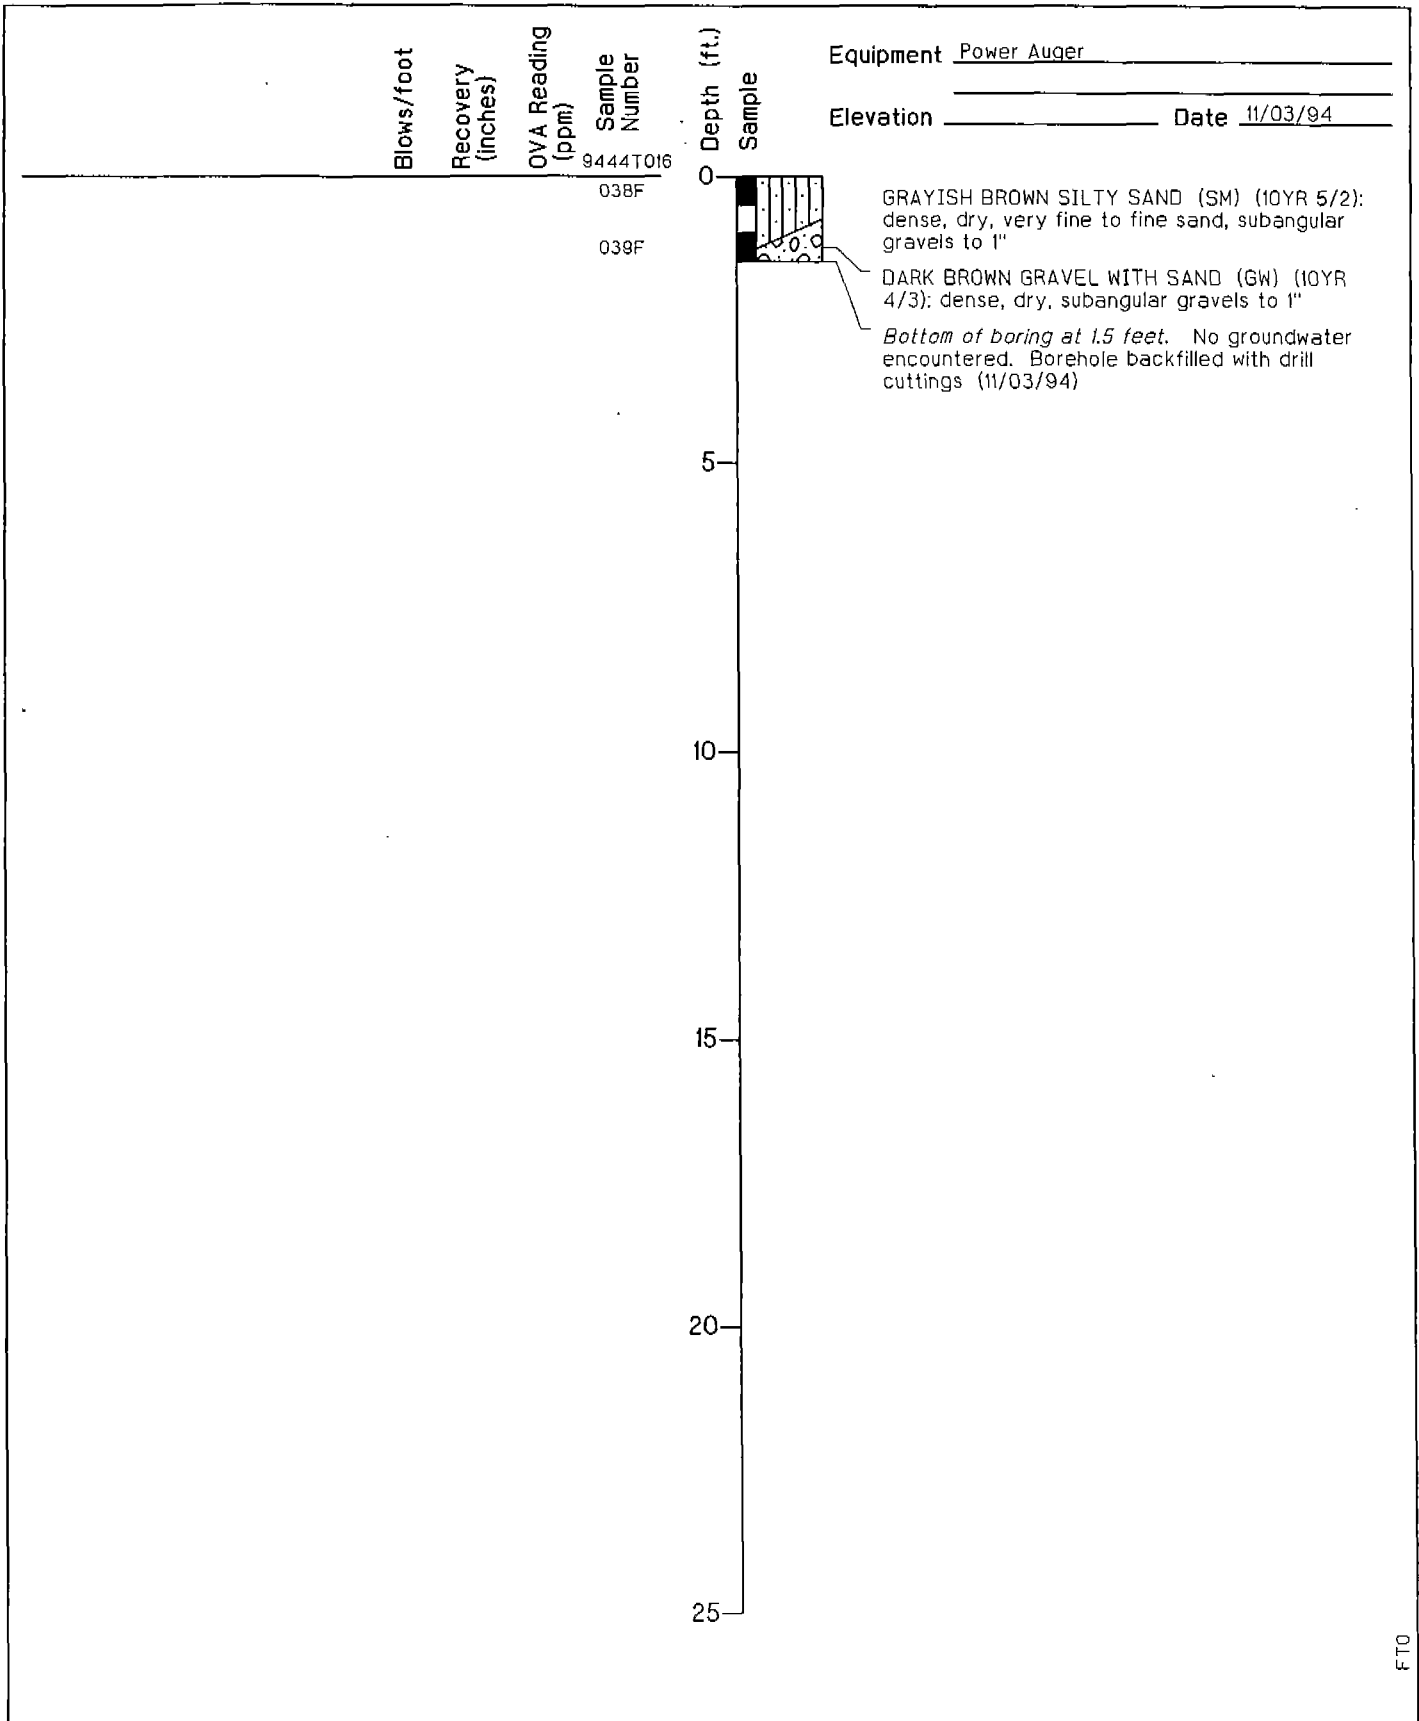 Blows/foot
Recovery
(inches)
OVA Reading
(ppm)
Sample
Number
9444T016
Depth (ft.)
Sample
Equipment Power Auger
Elevation Date 11/03/94
0
038F
039F
GRAYISH BROWN SILTY SAND (SM) (10YR 5/2):
dense, dry, very fine to fine sand, subangular
gravels to 1"
DARK BROWN GRAVEL WITH SAND (GW) (10YR
4/3): dense, dry, subangular gravels to 1"
Bottom of boring at 1.5 feet. No groundwater
encountered. Borehole backfilled with drill
cuttings (11/03/94)
5
10
15
20
25
FTO